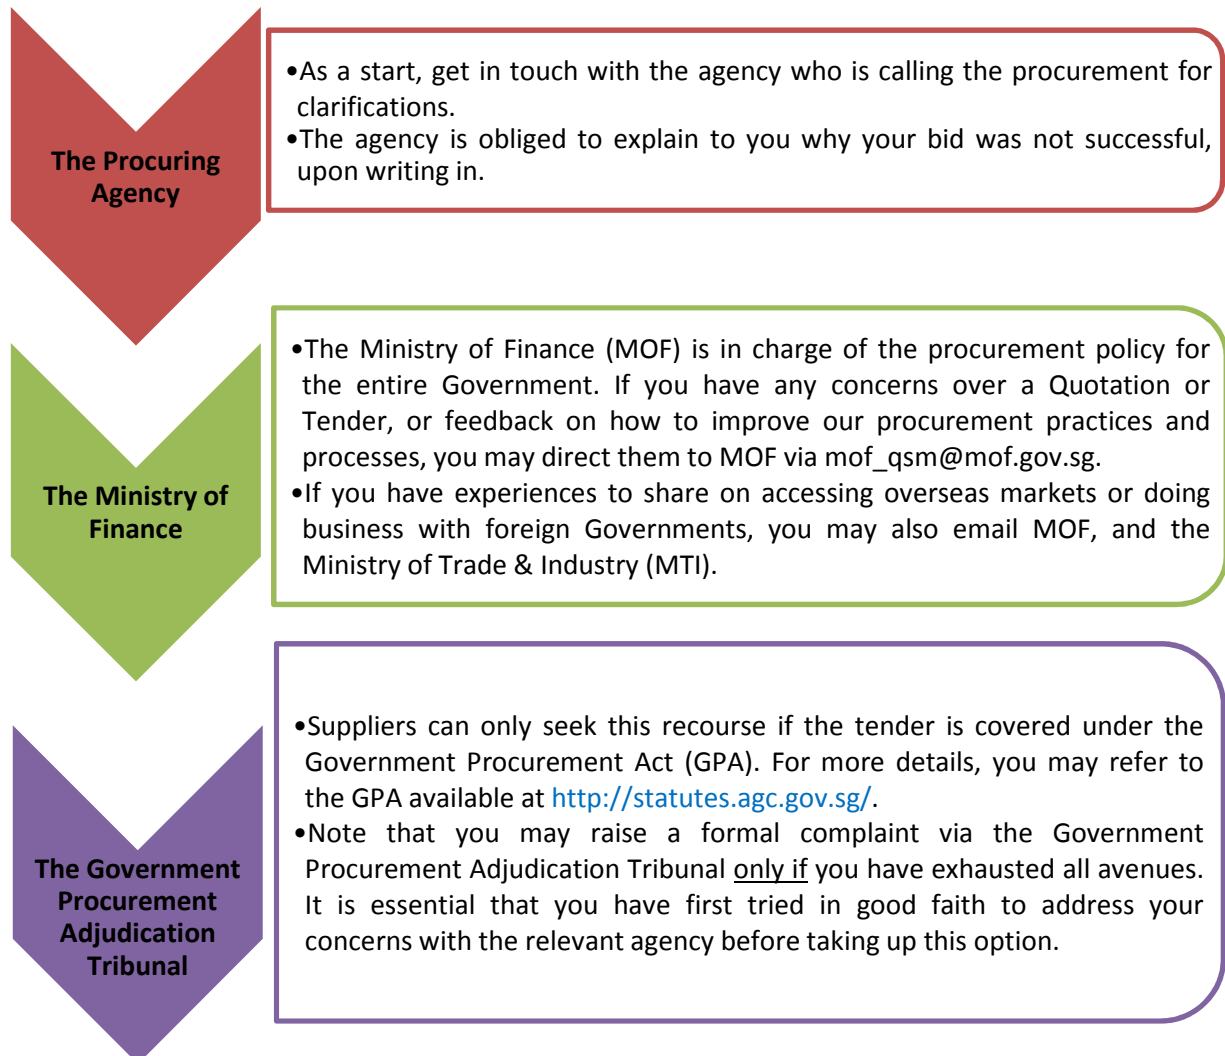 The Procuring
Agency
•As a start, get in touch with the agency who is calling the procurement for
clarifications.
•The agency is obliged to explain to you why your bid was not successful,
upon writing in.
The Ministry of
Finance
•The Ministry of Finance (MOF) is in charge of the procurement policy for
the entire Government. If you have any concerns over a Quotation or
Tender, or feedback on how to improve our procurement practices and
processes, you may direct them to MOF via mof_qsm@mof.gov.sg.
•If you have experiences to share on accessing overseas markets or doing
business with foreign Governments, you may also email MOF, and the
Ministry of Trade & Industry (MTI).
The Government
Procurement
Adjudication
Tribunal
•Suppliers can only seek this recourse if the tender is covered under the
Government Procurement Act (GPA). For more details, you may refer to
the GPA available at http://statutes.agc.gov.sg/.
•Note that you may raise a formal complaint via the Government
Procurement Adjudication Tribunal only if you have exhausted all avenues.
It is essential that you have first tried in good faith to address your
concerns with the relevant agency before taking up this option.